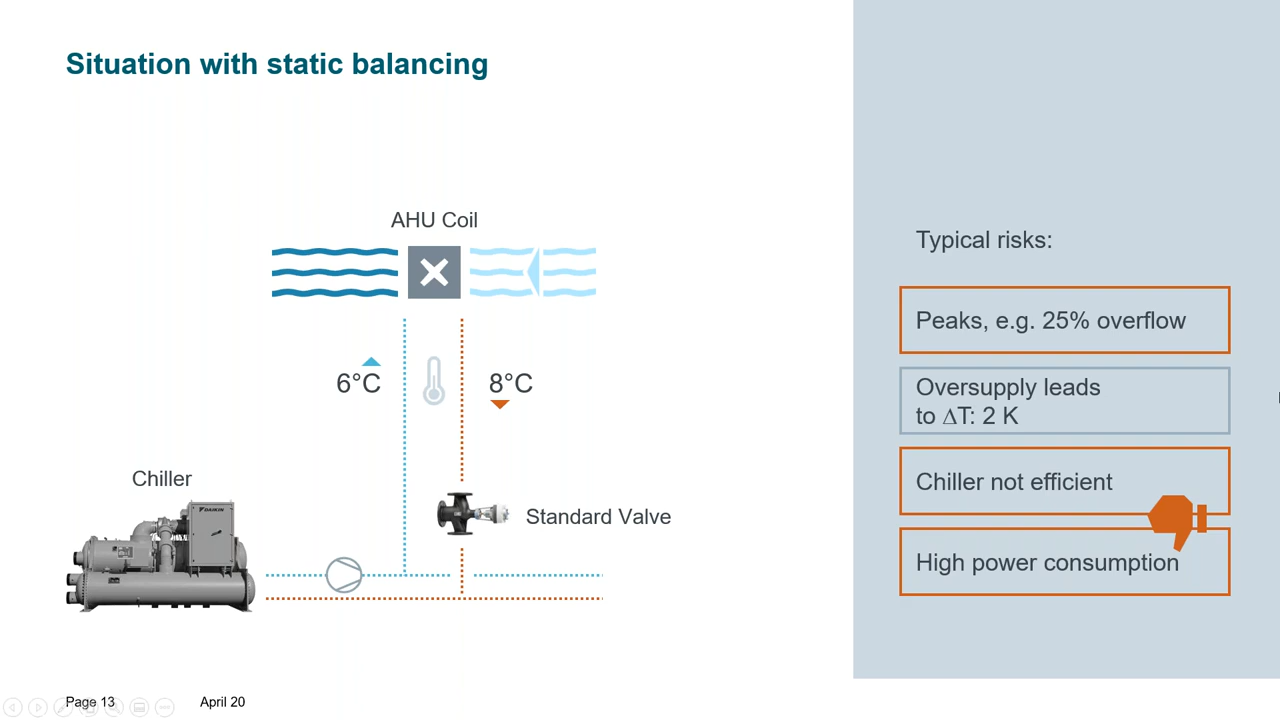 Situation with static balancing
AHU Coil
6°C
8°C
Chiller
DAIKIN
Standard Valve
Typical risks:
Peaks, e.g. 25% overflow
Oversupply leads
to ∆T: 2 K
Chiller not efficient
High power consumption
Page 13
April 20